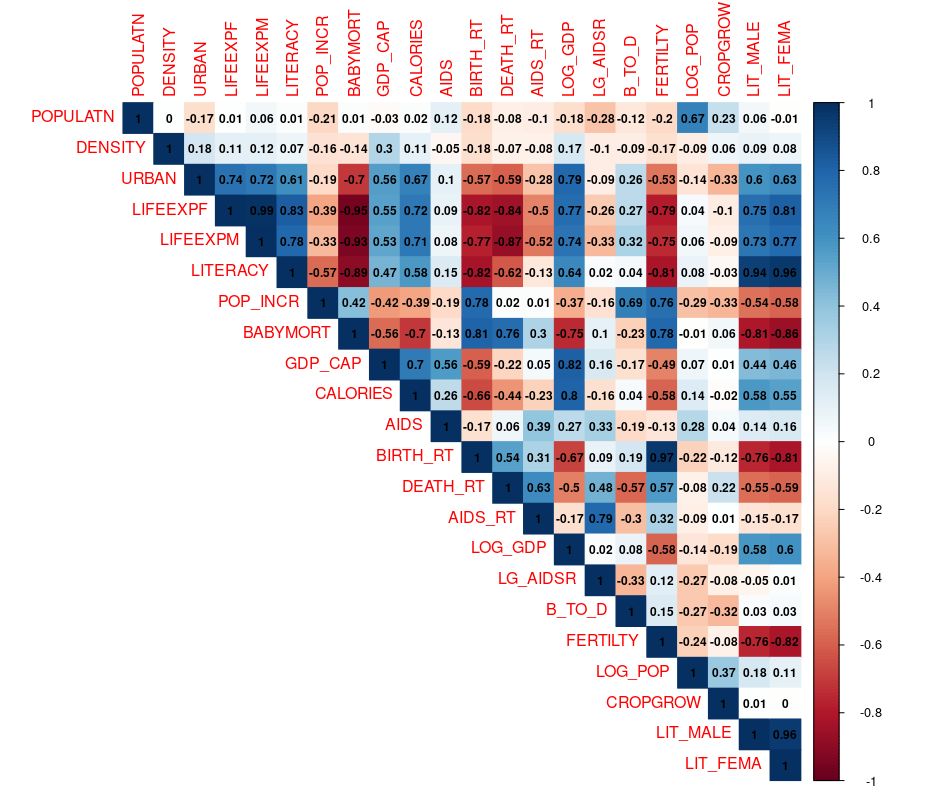 POPULATN DENSITY URBAN LIFEEXPF LIFEEXPM LITERACY POP_INCR BABYMORT GDP_CAP CALORIES AIDS BIRTH_RT DEATH_RT AIDS_RT LOG_GDP LG_AIDSR B_TO_D FERTILTY LOG_POP CROPGROW LIT_MALE LIT_FEMA
POPULATN 1 0 -0.17 0.01 0.06 0.01 -0.21 0.01 -0.03 0.02 0.12 -0.18 -0.08 -0.1 -0.18 -0.28 -0.12 -0.2 0.67 0.23 0.06 -0.01
DENSITY 1 0.18 0.11 0.12 0.07 -0.16 -0.14 0.3 0.11 -0.05 -0.18 -0.07 -0.08 0.17 -0.1 -0.09 -0.17 -0.09 0.06 0.09 0.08
URBAN 1 0.74 0.72 0.61 -0.19 -0.7 0.56 0.67 0.1 -0.57 -0.59 -0.28 0.79 -0.09 0.26 -0.53 -0.14 -0.33 0.6 0.63
LIFEEXPF 1 0.99 0.83 -0.39 -0.95 0.55 0.72 0.09 -0.82 -0.84 -0.5 0.77 -0.26 0.27 -0.79 0.04 -0.1 0.75 0.81
LIFEEXPM 1 0.78 -0.33 -0.93 0.53 0.71 0.08 -0.77 -0.87 -0.52 0.74 -0.33 0.32 -0.75 0.06 -0.09 0.73 0.77
LITERACY 1 -0.57 -0.89 0.47 0.58 0.15 -0.82 -0.62 -0.13 0.64 0.02 0.04 -0.81 0.08 -0.03 0.94 0.96
POP_INCR 1 0.42 -0.42 -0.39 -0.19 0.78 0.02 0.01 -0.37 -0.16 0.69 0.76 -0.29 -0.33 -0.54 -0.58
BABYMORT 1 -0.56 -0.7 -0.13 0.81 0.76 0.3 -0.75 0.1 -0.23 0.78 -0.01 0.06 -0.81 -0.86
GDP_CAP 1 0.7 0.56 -0.59 -0.22 0.05 0.82 0.16 -0.17 -0.49 0.07 0.01 0.44 0.46
CALORIES 1 0.26 -0.66 -0.44 -0.23 0.8 -0.16 0.04 -0.58 0.14 -0.02 0.58 0.55
AIDS 1 -0.17 0.06 0.39 0.27 0.33 -0.19 -0.13 0.28 0.04 0.14 0.16
BIRTH_RT 1 0.54 0.31 -0.67 0.09 0.19 0.97 -0.22 -0.12 -0.76 -0.81
DEATH_RT 1 0.63 -0.5 0.48 -0.57 0.57 -0.08 0.22 -0.55 -0.59
AIDS_RT 1 -0.17 0.79 -0.3 0.32 -0.09 0.01 -0.15 -0.17
LOG_GDP 1 0.02 0.08 -0.58 -0.14 -0.19 0.58 0.6
LG_AIDSR 1 -0.33 0.12 -0.27 -0.08 -0.05 0.01
B_TO_D 1 0.15 -0.27 -0.32 0.03 0.03
FERTILTY 1 -0.24 -0.08 -0.76 -0.82
LOG_POP 1 0.37 0.18 0.11
CROPGROW 1 0.01 0
LIT_MALE 1 0.96
LIT_FEMA 1
1
0.8
0.6
0.4
0.2
0
-0.2
-0.4
-0.6
-0.8
-1